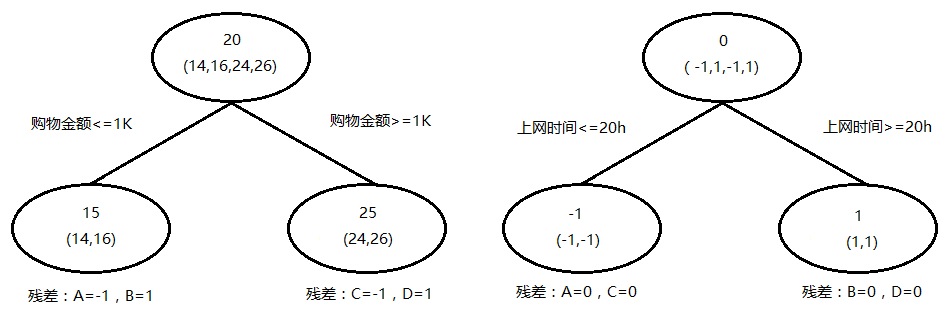 20
(14,16,24,26)
购物金额<=1K
购物金额>=1K
15
(14,16)
25
(24,26)
残差：A=-1，B=1
残差：C=-1，D=1
0
( -1,1,-1,1)
上网时间<=20h
上网时间>=20h
-1
(-1,-1)
1
(1,1)
残差：A=0，C=0
残差：B=0，D=0